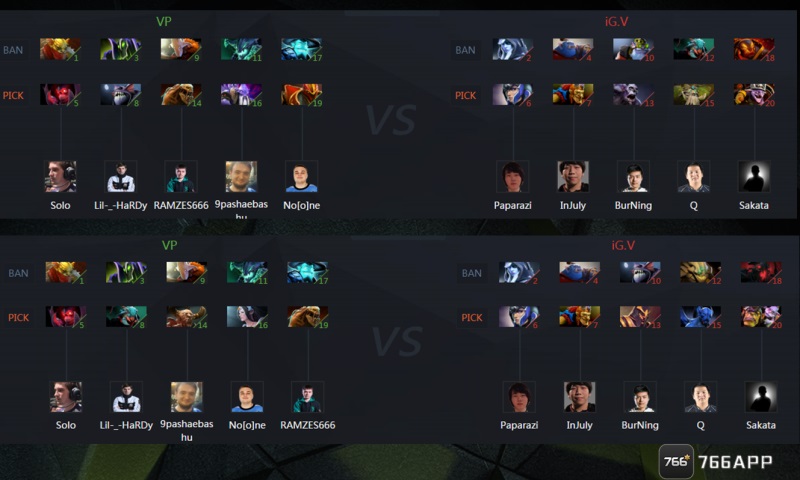 VP iG.V
BAN 1 3 9 11 17 BAN 2 4 10 12 18
PICK 5 8 14 16 19 PICK 6 7 13 15 20
VS
Solo Lil-_-HaRDy RAMZES666 9pashaebas No[o]ne Paparazi InJuly BurNing Q Sakata
hu
VP iG.V
BAN 1 3 9 11 17 BAN 2 4 10 12 18
PICK 5 8 14 16 19 PICK 6 7 13 15 20
VS
Solo Lil-_-HaRDy 9pashaebas No[o]ne RAMZES666 Paparazi InJuly BurNing Q Sakata
hu
766 766APP